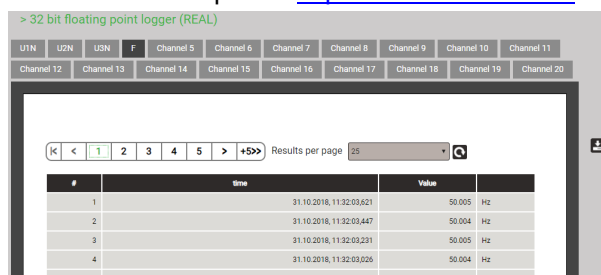 > 32 bit floating point logger (REAL)
U1N U2N U3N F Channel 5 Channel 6 Channel 7 Channel 8 Channel 9 Channel 10 Channel 11
Channel 12 Channel 13 Channel 14 Channel 15 Channel 16 Channel 17 Channel 18 Channel 19 Channel 20
|< < 1 2 3 4 5 > +5>> Results per page 25
# time Value
1 31.10.2018, 11:32:03,621 50.005 Hz
2 31.10.2018, 11:32:03,447 50.004 Hz
3 31.10.2018, 11:32:03,231 50.005 Hz
4 31.10.2018, 11:32:03,026 50.004 Hz